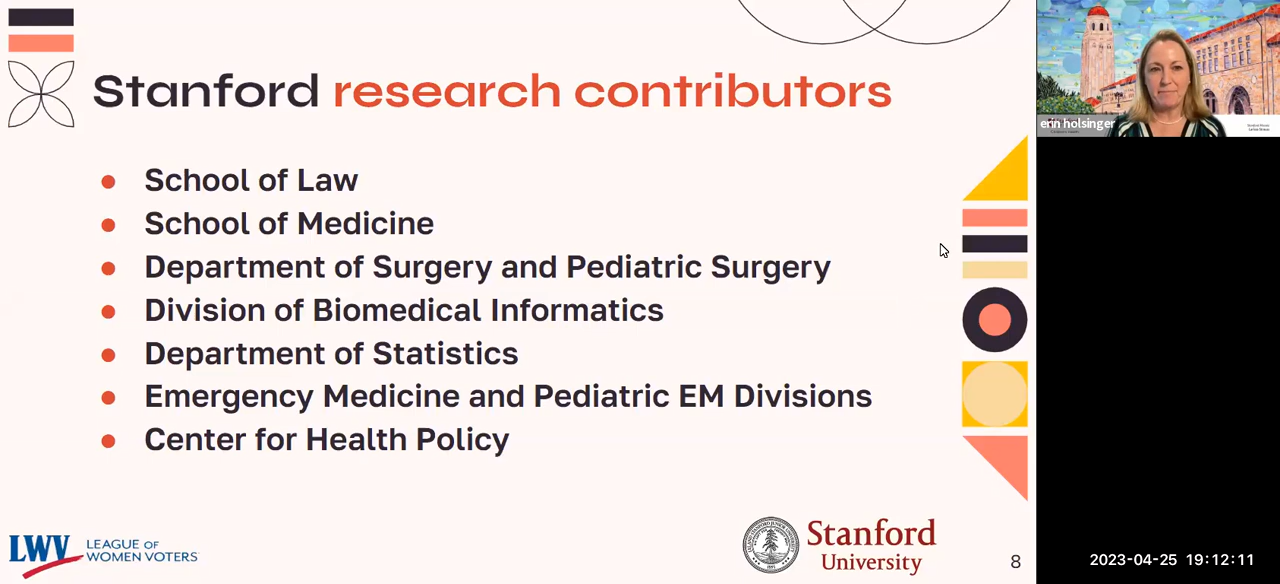 Stanford research contributors
School of Law
School of Medicine
Department of Surgery and Pediatric Surgery
Division of Biomedical Informatics
Department of Statistics
Emergency Medicine and Pediatric EM Divisions
Center for Health Policy
LWV LEAGUE OF
WOMEN VOTERS
Stanford
University
8
erin holsinger
2023-04-25 19:12:11